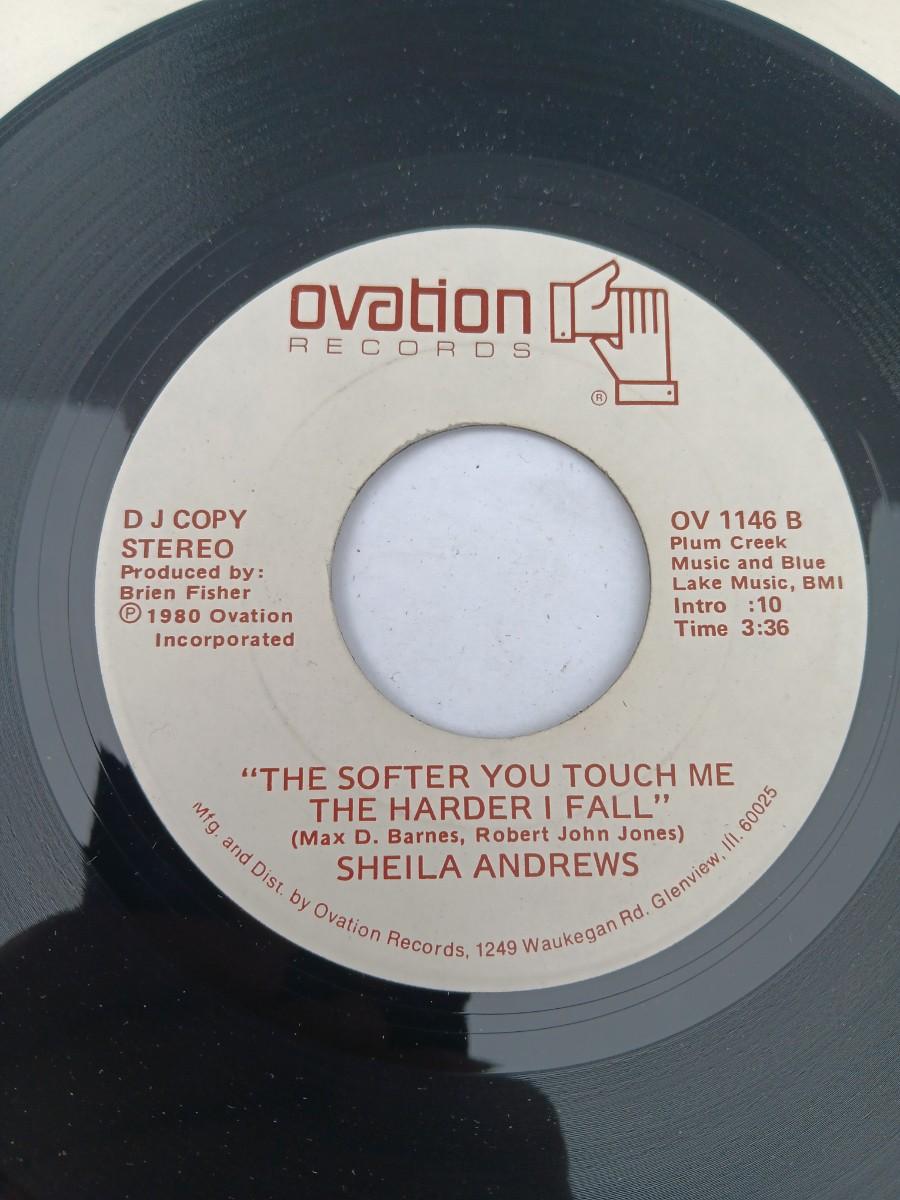 ovation
RECORDS
®
D J COPY
STEREO
Produced by:
Brien Fisher
℗ 1980 Ovation
Incorporated
OV 1146 B
Plum Creek
Music and Blue
Lake Music, BMI
Intro :10
Time 3:36
“THE SOFTER YOU TOUCH ME
THE HARDER I FALL”
(Max D. Barnes, Robert John Jones)
SHEILA ANDREWS
Mfg. and Dist. by Ovation Records, 1249 Waukegan Rd. Glenview, Ill. 60025